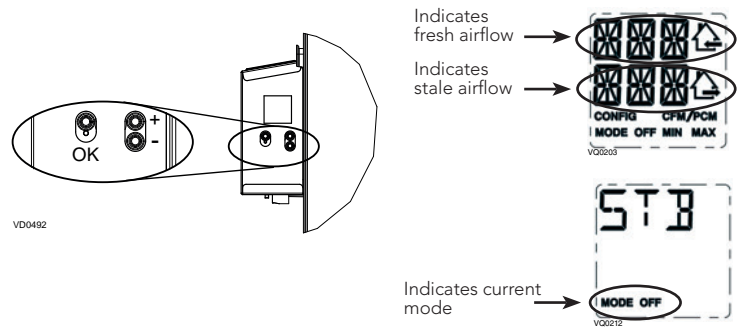 OK
+
-
VD0492
Indicates
fresh airflow
Indicates
stale airflow
CONFIG CFM/PCM
MODE OFF MIN MAX
VQ0203
STB
Indicates current
mode
MODE OFF
VQ0212